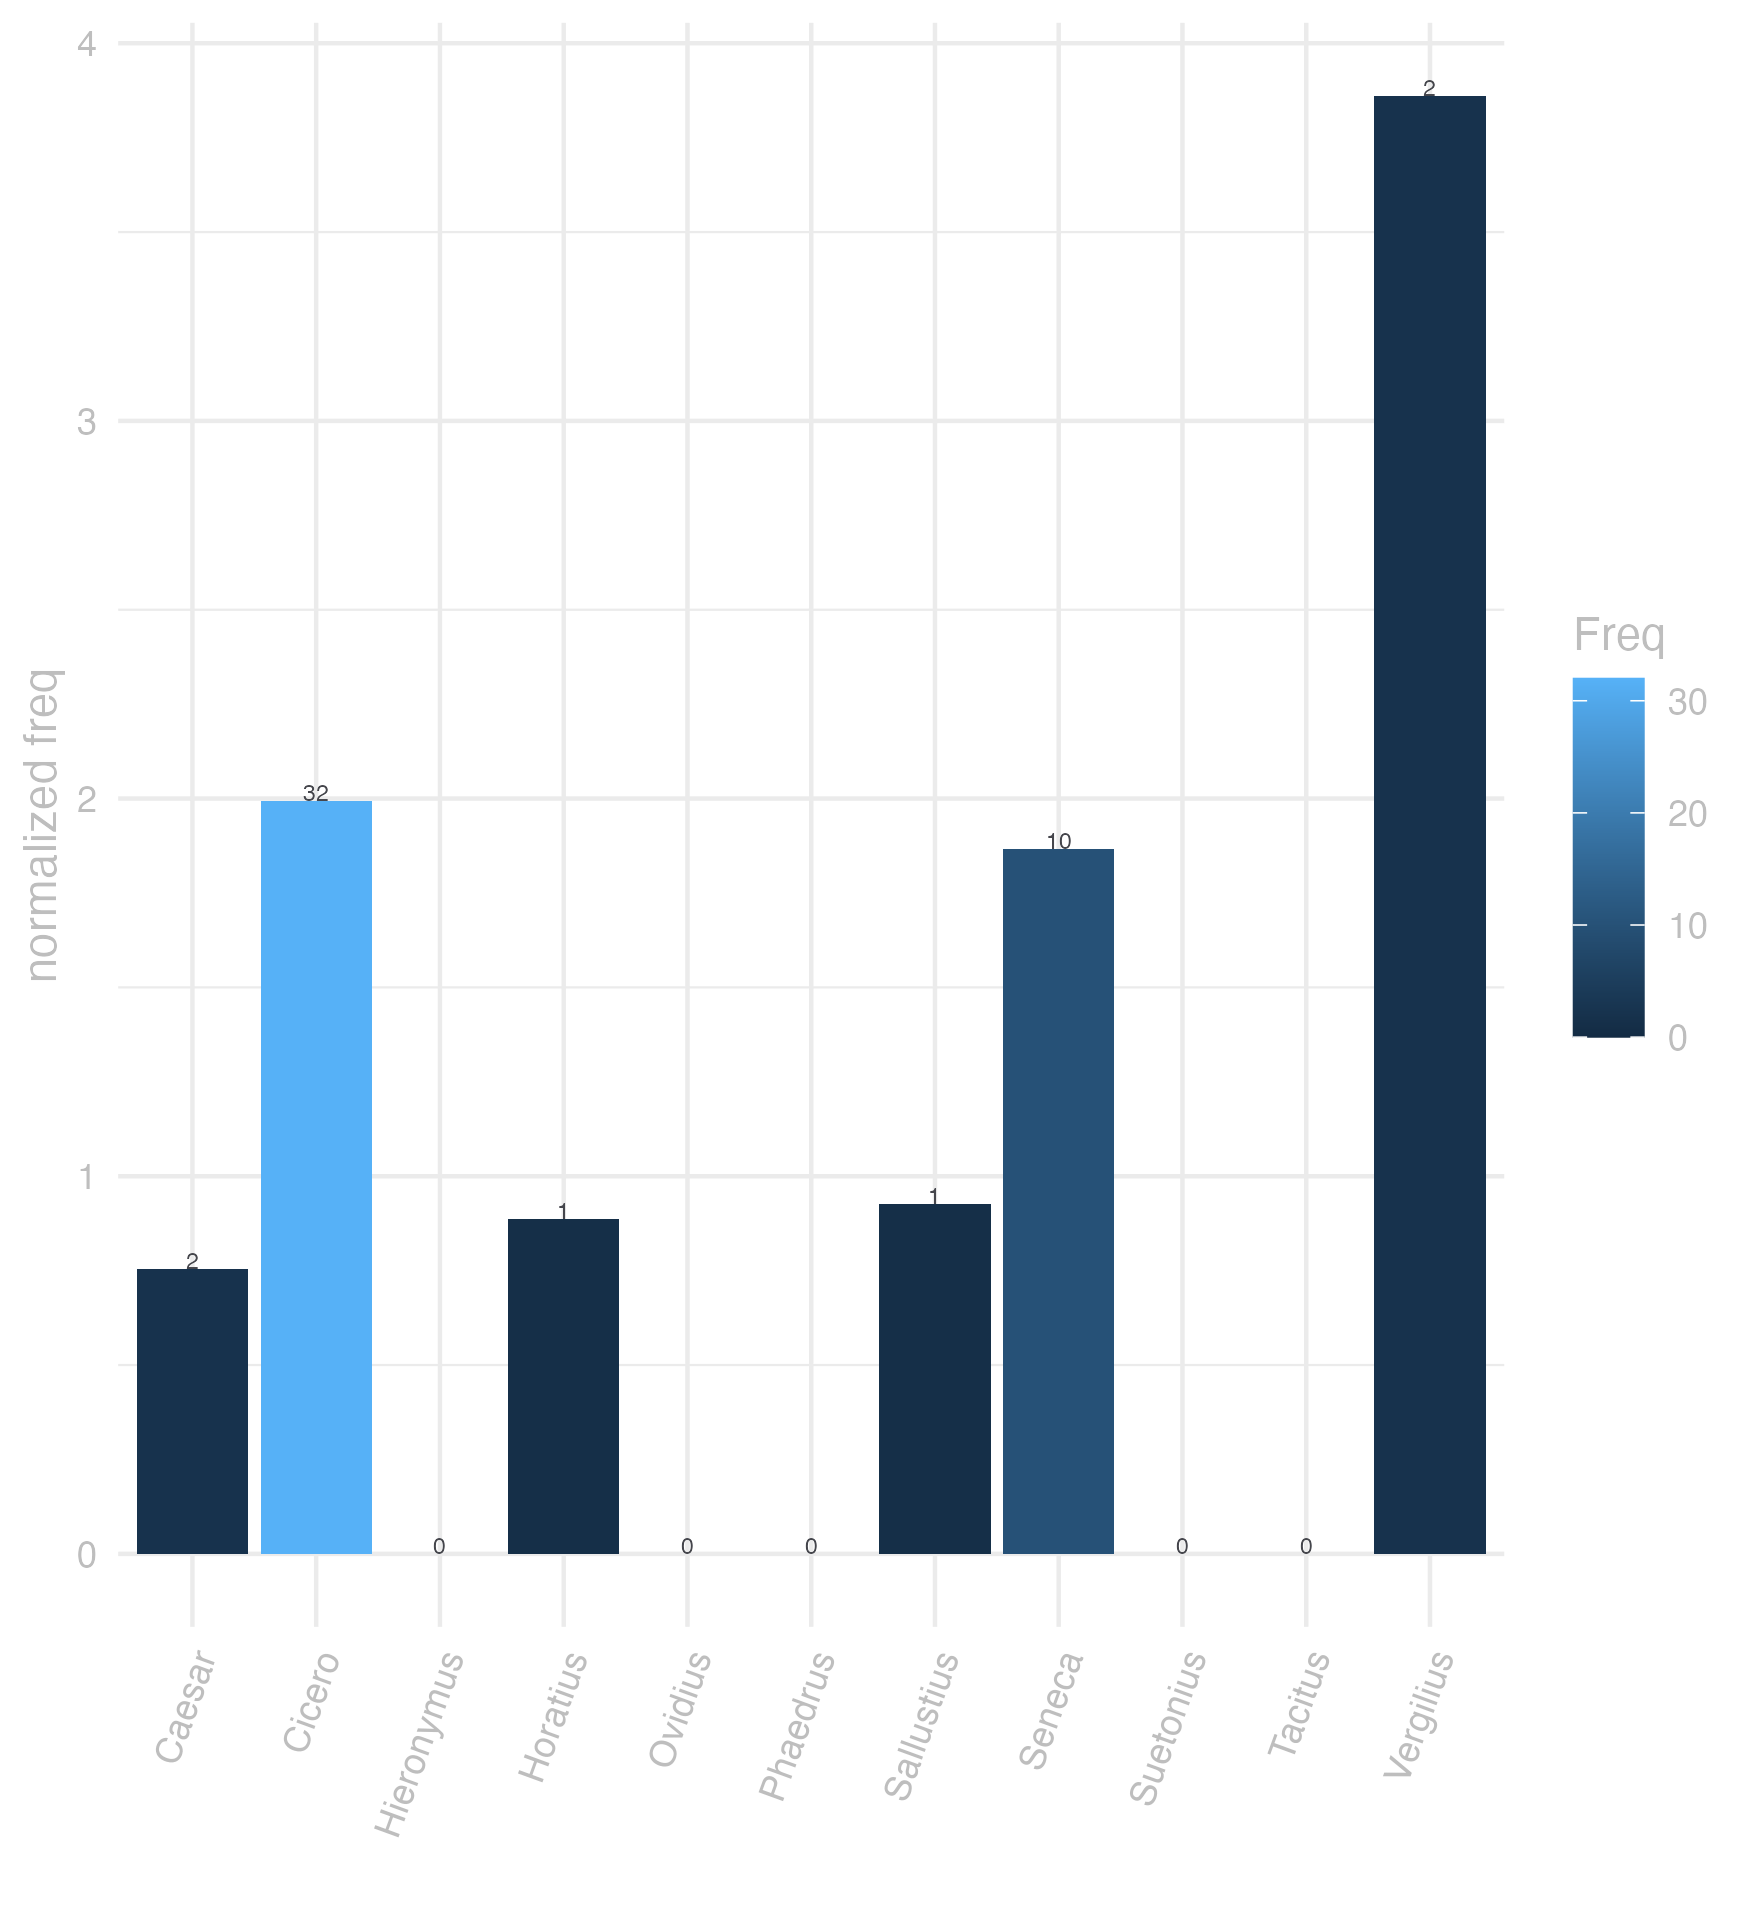 normalized freq
4
3
2
1
0
2
32
0
1
0
0
1
10
0
0
2
Caesar
Cicero
Hieronymus
Horatius
Ovidius
Phaedrus
Sallustius
Seneca
Suetonius
Tacitus
Vergilius
Freq
30
20
10
0